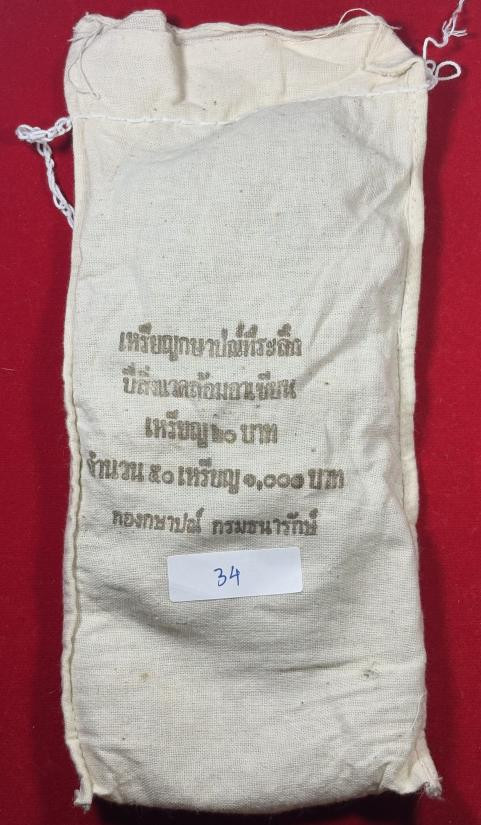 เหรียญกษาปณ์ที่ระลึก
ปีสิ่งแวดล้อมอาเซียน
เหรียญ ๒๐ บาท
จำนวน ๕๐ เหรียญ ๑,๐๐๐ บาท
กองกษาปณ์ กรมธนารักษ์
34